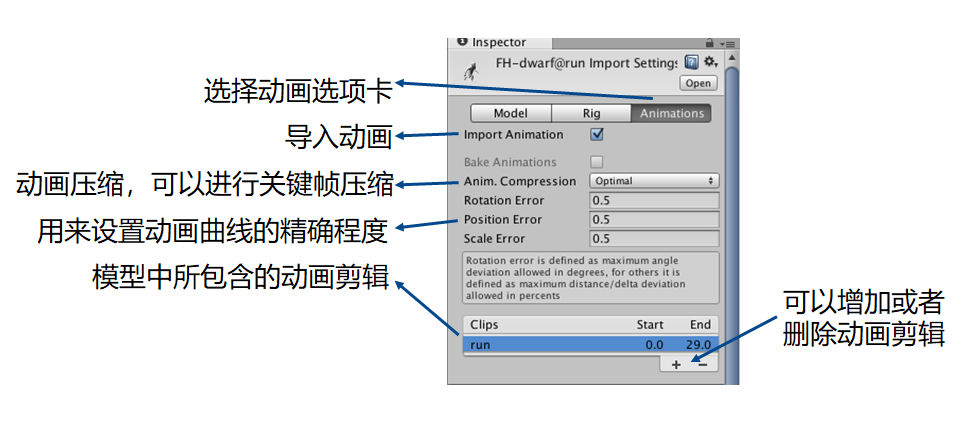 Inspector
FH-dwarf@run Import Settings
Open
选择动画选项卡
Model Rig Animations
导入动画
Import Animation
Bake Animations
动画压缩，可以进行关键帧压缩
Anim. Compression Optimal
Rotation Error 0.5
用来设置动画曲线的精确程度
Position Error 0.5
Scale Error 0.5
模型中所包含的动画剪辑
Rotation error is defined as maximum angle
deviation allowed in degrees, for others it is
defined as maximum distance/delta deviation
allowed in percents
Clips Start End
run 0.0 29.0
+ −
可以增加或者
删除动画剪辑